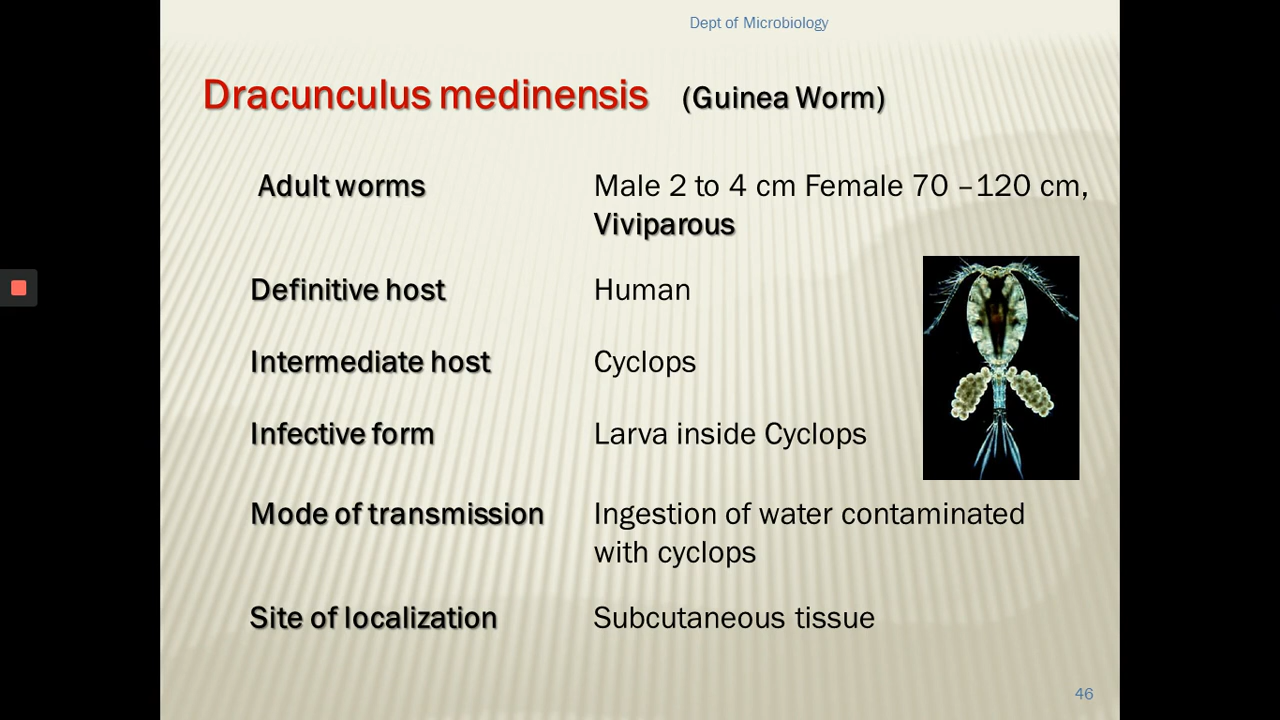 Dept of Microbiology
Dracunculus medinensis (Guinea Worm)
Adult worms Male 2 to 4 cm Female 70 –120 cm,
Viviparous
Definitive host Human
Intermediate host Cyclops
Infective form Larva inside Cyclops
Mode of transmission Ingestion of water contaminated
with cyclops
Site of localization Subcutaneous tissue
46